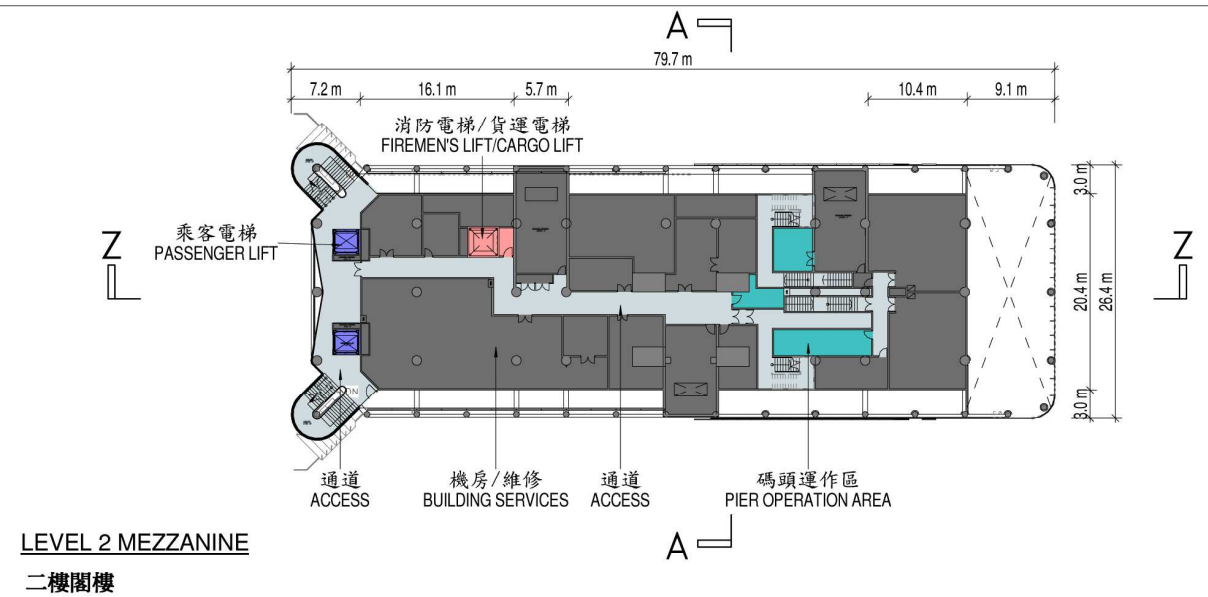 A
79.7 m
7.2 m
16.1 m
5.7 m
10.4 m
9.1 m
消防電梯/貨運電梯
FIREMEN'S LIFT/CARGO LIFT
3.0 m
乘客電梯
PASSENGER LIFT
Z
Z
20.4 m
26.4 m
DN
3.0 m
通道
ACCESS
機房/維修
BUILDING SERVICES
通道
ACCESS
碼頭運作區
PIER OPERATION AREA
A
LEVEL 2 MEZZANINE
二樓閣樓